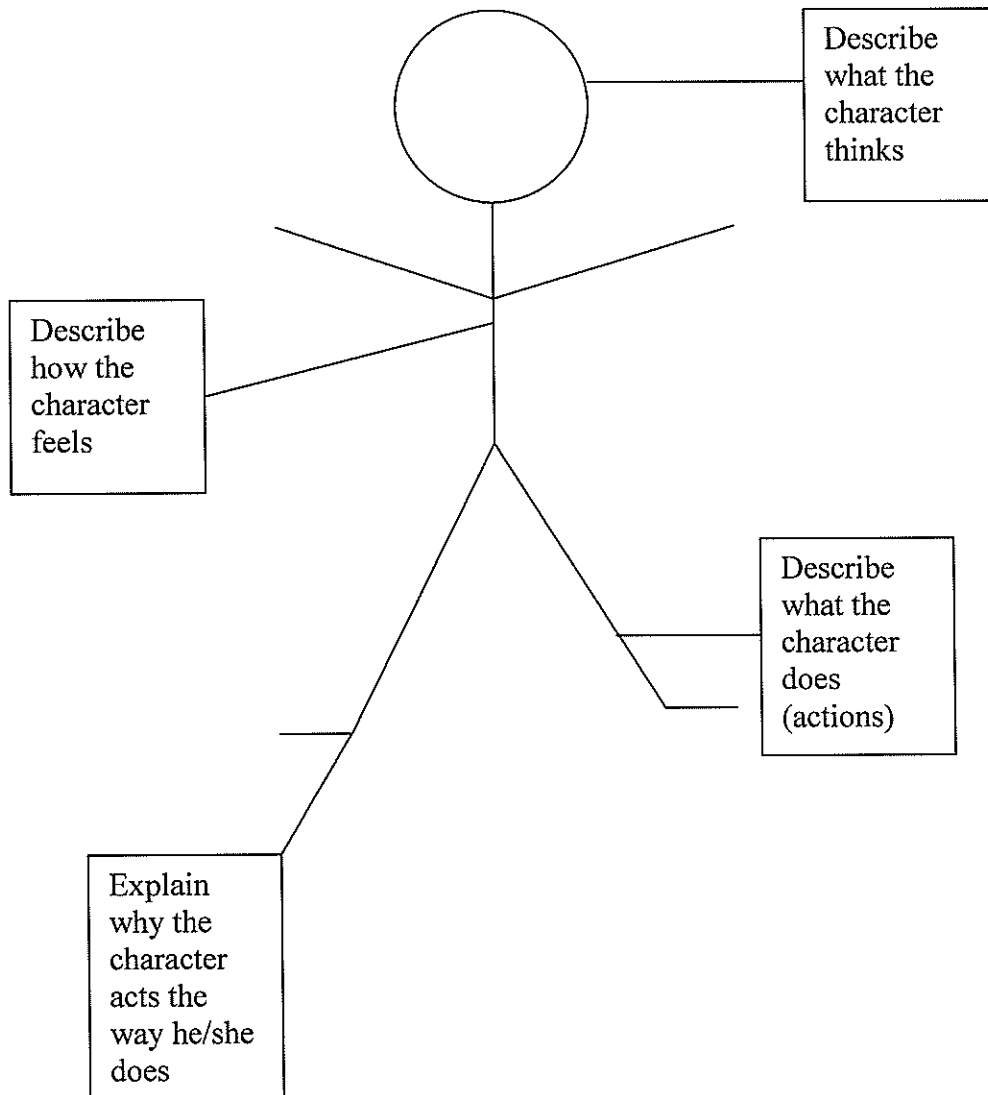 Describe
what the
character
thinks
Describe
how the
character
feels
Describe
what the
character
does
(actions)
Explain
why the
character
acts the
way he/she
does